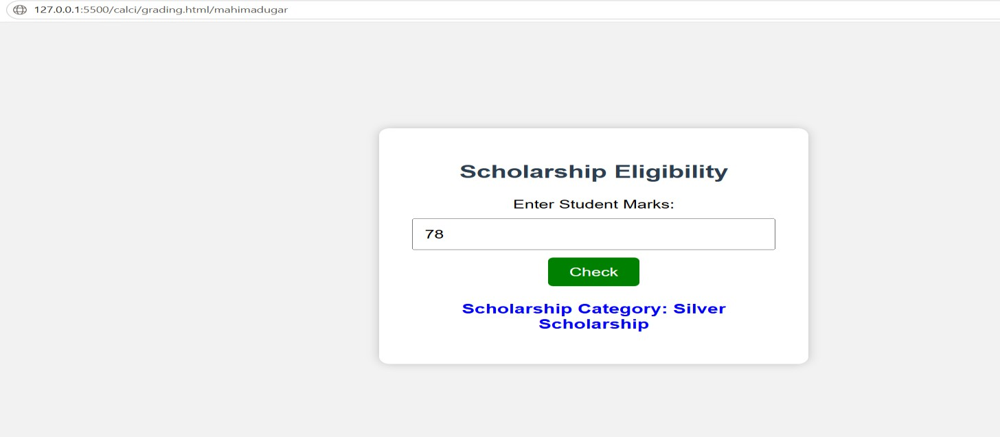 127.0.0.1:5500/calci/grading.html/mahimadugar
Scholarship Eligibility
Enter Student Marks:
78
Check
Scholarship Category: Silver
Scholarship